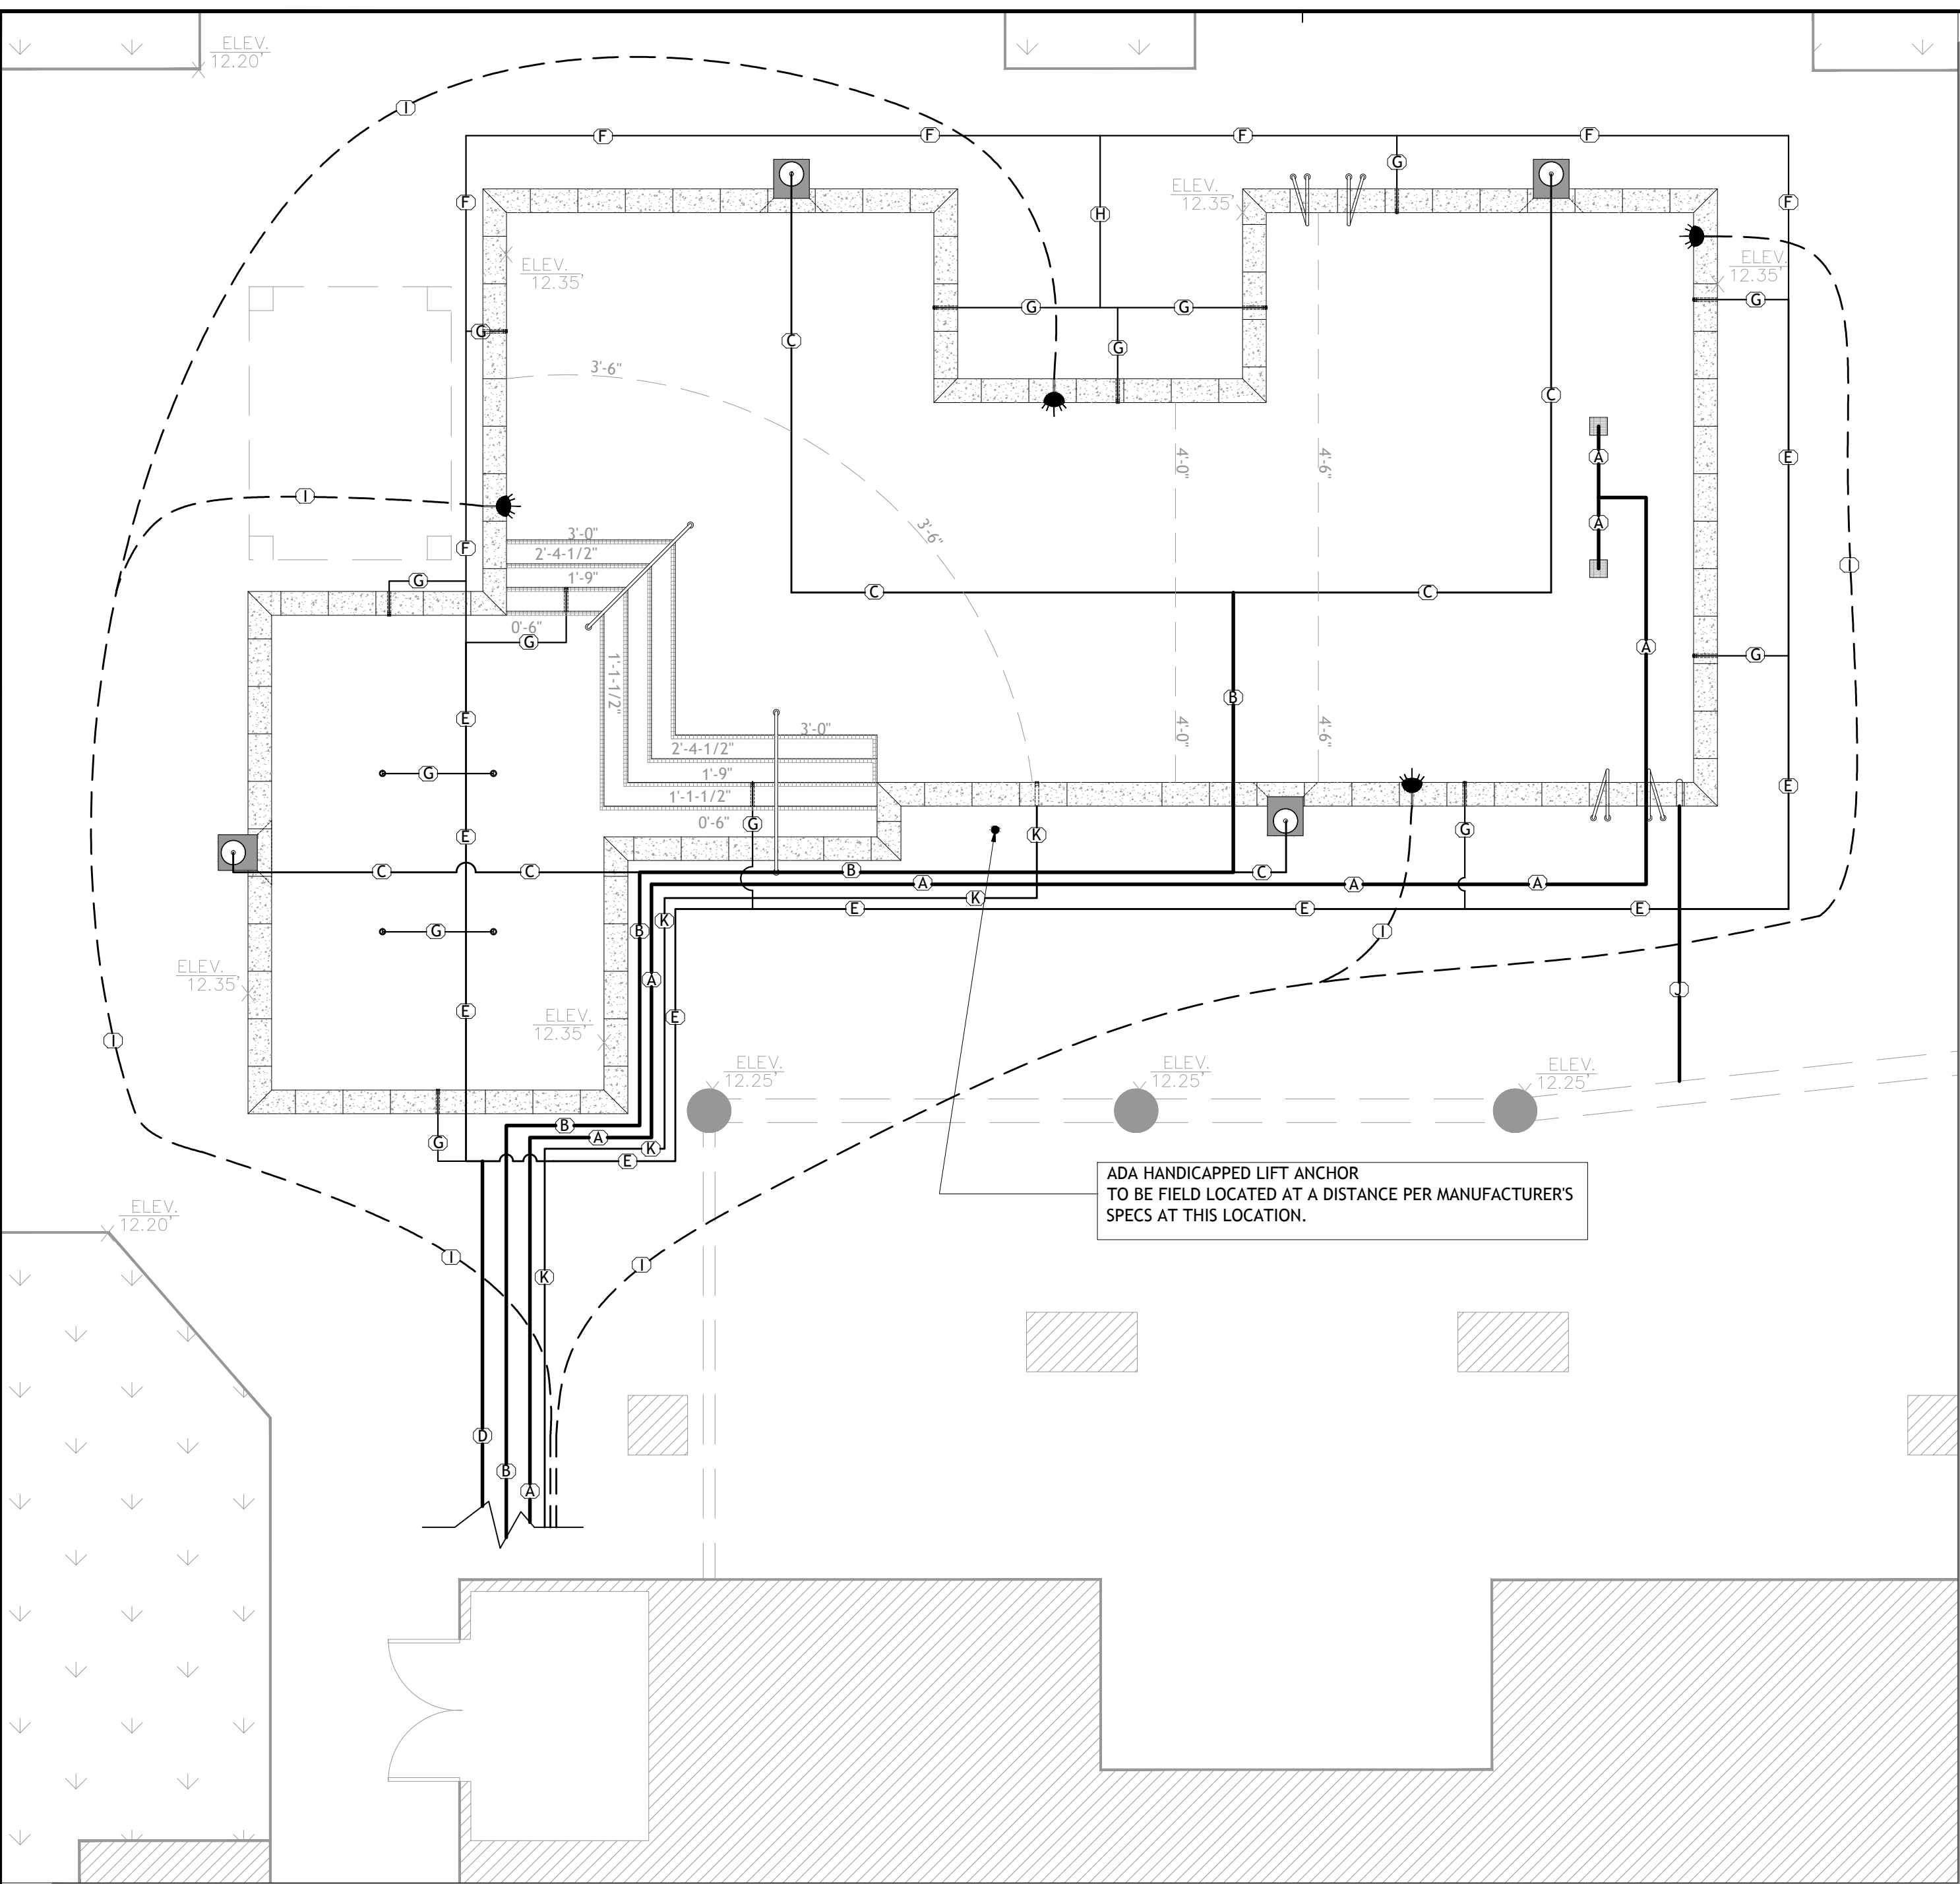 ELEV.
12.20'
I
F
F
F
F
G
F
H
F
ELEV.
12.35'
ELEV.
12.35'
ELEV.
12.35'
G
G
G
G
G
C
3'-6"
C
4'-0"
4'-6"
A
E
I
3'-6"
A
3'-0"
2'-4-1/2"
1'-9"
0'-6"
F
I
G
C
C
G
1'-1-1/2"
A
G
B
E
3'-0"
4'-0"
4'-6"
2'-4-1/2"
1'-9"
1'-1-1/2"
0'-6"
G
E
G
K
G
E
C
C
B
C
A
A
A
K
E
E
E
G
K
B
I
ELEV.
12.35'
A
J
E
ELEV.
12.35'
E
I
ELEV.
12.25'
ELEV.
12.25'
ELEV.
12.25'
B
A
K
G
E
ADA HANDICAPPED LIFT ANCHOR
TO BE FIELD LOCATED AT A DISTANCE PER MANUFACTURER'S
SPECS AT THIS LOCATION.
ELEV.
12.20'
I
I
K
D
B
A